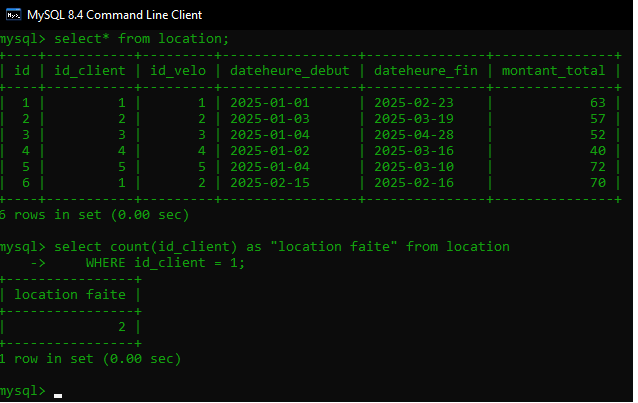 MySQL 8.4 Command Line Client
mysql> select* from location;
+----+-----------+---------+-----------------+---------------+---------------+
| id | id_client | id_velo | dateheure_debut | dateheure_fin | montant_total |
+----+-----------+---------+-----------------+---------------+---------------+
| 1 | 1 | 1 | 2025-01-01 | 2025-02-23 | 63 |
| 2 | 2 | 2 | 2025-01-03 | 2025-03-19 | 57 |
| 3 | 3 | 3 | 2025-01-04 | 2025-04-28 | 52 |
| 4 | 4 | 4 | 2025-01-02 | 2025-03-16 | 40 |
| 5 | 5 | 5 | 2025-01-04 | 2025-03-10 | 72 |
| 6 | 1 | 2 | 2025-02-15 | 2025-02-16 | 70 |
+----+-----------+---------+-----------------+---------------+---------------+
6 rows in set (0.00 sec)
mysql> select count(id_client) as "location faite" from location
-> WHERE id_client = 1;
+----------------+
| location faite |
+----------------+
| 2 |
+----------------+
1 row in set (0.00 sec)
mysql>